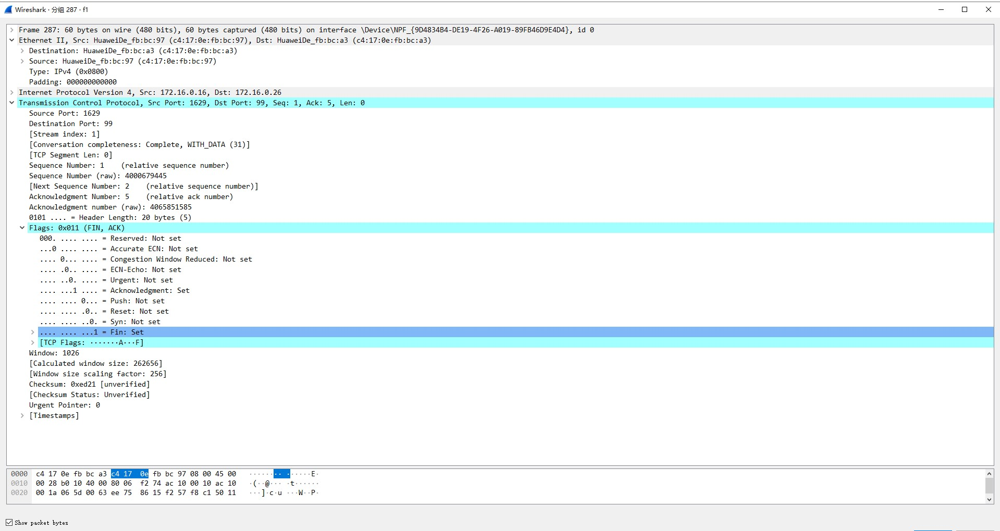 Wireshark · 分组 287 · f1
Frame 287: 60 bytes on wire (480 bits), 60 bytes captured (480 bits) on interface \Device\NPF_{9D4834B4-DE19-4F26-A019-89FB46D9E4D4}, id 0
Ethernet II, Src: HuaweiDe_fb:bc:97 (c4:17:0e:fb:bc:97), Dst: HuaweiDe_fb:bc:a3 (c4:17:0e:fb:bc:a3)
Destination: HuaweiDe_fb:bc:a3 (c4:17:0e:fb:bc:a3)
Source: HuaweiDe_fb:bc:97 (c4:17:0e:fb:bc:97)
Type: IPv4 (0x0800)
Padding: 000000000000
Internet Protocol Version 4, Src: 172.16.0.16, Dst: 172.16.0.26
Transmission Control Protocol, Src Port: 1629, Dst Port: 99, Seq: 1, Ack: 5, Len: 0
Source Port: 1629
Destination Port: 99
[Stream index: 1]
[Conversation completeness: Complete, WITH_DATA (31)]
[TCP Segment Len: 0]
Sequence Number: 1    (relative sequence number)
Sequence Number (raw): 4000679445
[Next Sequence Number: 2    (relative sequence number)]
Acknowledgment Number: 5    (relative ack number)
Acknowledgment number (raw): 4065851585
0101 .... = Header Length: 20 bytes (5)
Flags: 0x011 (FIN, ACK)
000. .... .... = Reserved: Not set
...0 .... .... = Accurate ECN: Not set
.... 0... .... = Congestion Window Reduced: Not set
.... .0.. .... = ECN-Echo: Not set
.... ..0. .... = Urgent: Not set
.... ...1 .... = Acknowledgment: Set
.... .... 0... = Push: Not set
.... .... .0.. = Reset: Not set
.... .... ..0. = Syn: Not set
.... .... ...1 = Fin: Set
[TCP Flags: ·······A···F]
Window: 1026
[Calculated window size: 262656]
[Window size scaling factor: 256]
Checksum: 0xed21 [unverified]
[Checksum Status: Unverified]
Urgent Pointer: 0
[Timestamps]
0000 c4 17 0e fb bc a3 c4 17 0e fb bc 97 08 00 45 00 ········ ······E·
0010 00 28 b0 10 40 00 80 06 f2 74 ac 10 00 10 ac 10 ·(··@··· ·t······
0020 00 1a 06 5d 00 63 ee 75 86 15 f2 57 f8 c1 50 11 ···]·c·u ···W··P·
Show packet bytes